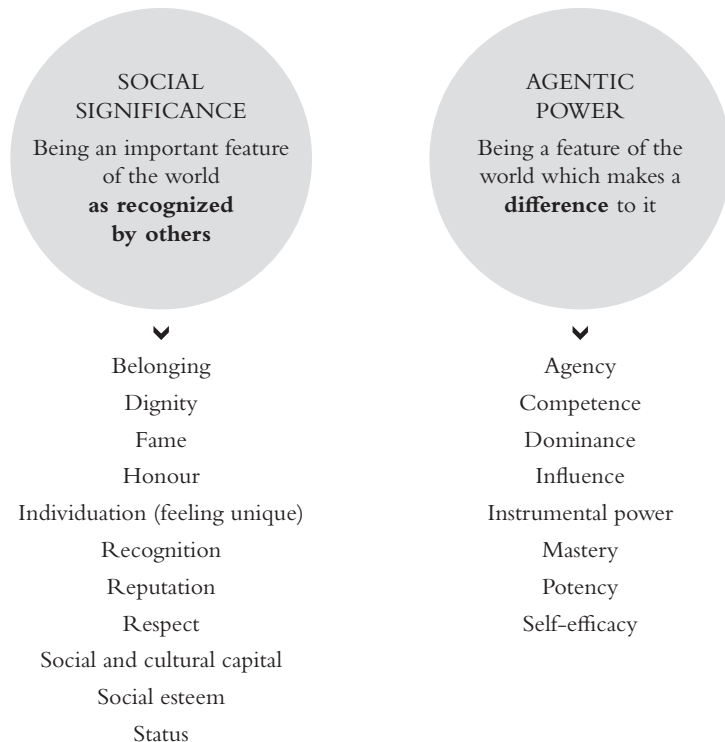 SOCIAL
SIGNIFICANCE
Being an important feature
of the world
as recognized
by others
Belonging
Dignity
Fame
Honour
Individuation (feeling unique)
Recognition
Reputation
Respect
Social and cultural capital
Social esteem
Status
AGENTIC
POWER
Being a feature of the
world which makes a
difference to it
Agency
Competence
Dominance
Influence
Instrumental power
Mastery
Potency
Self-efficacy